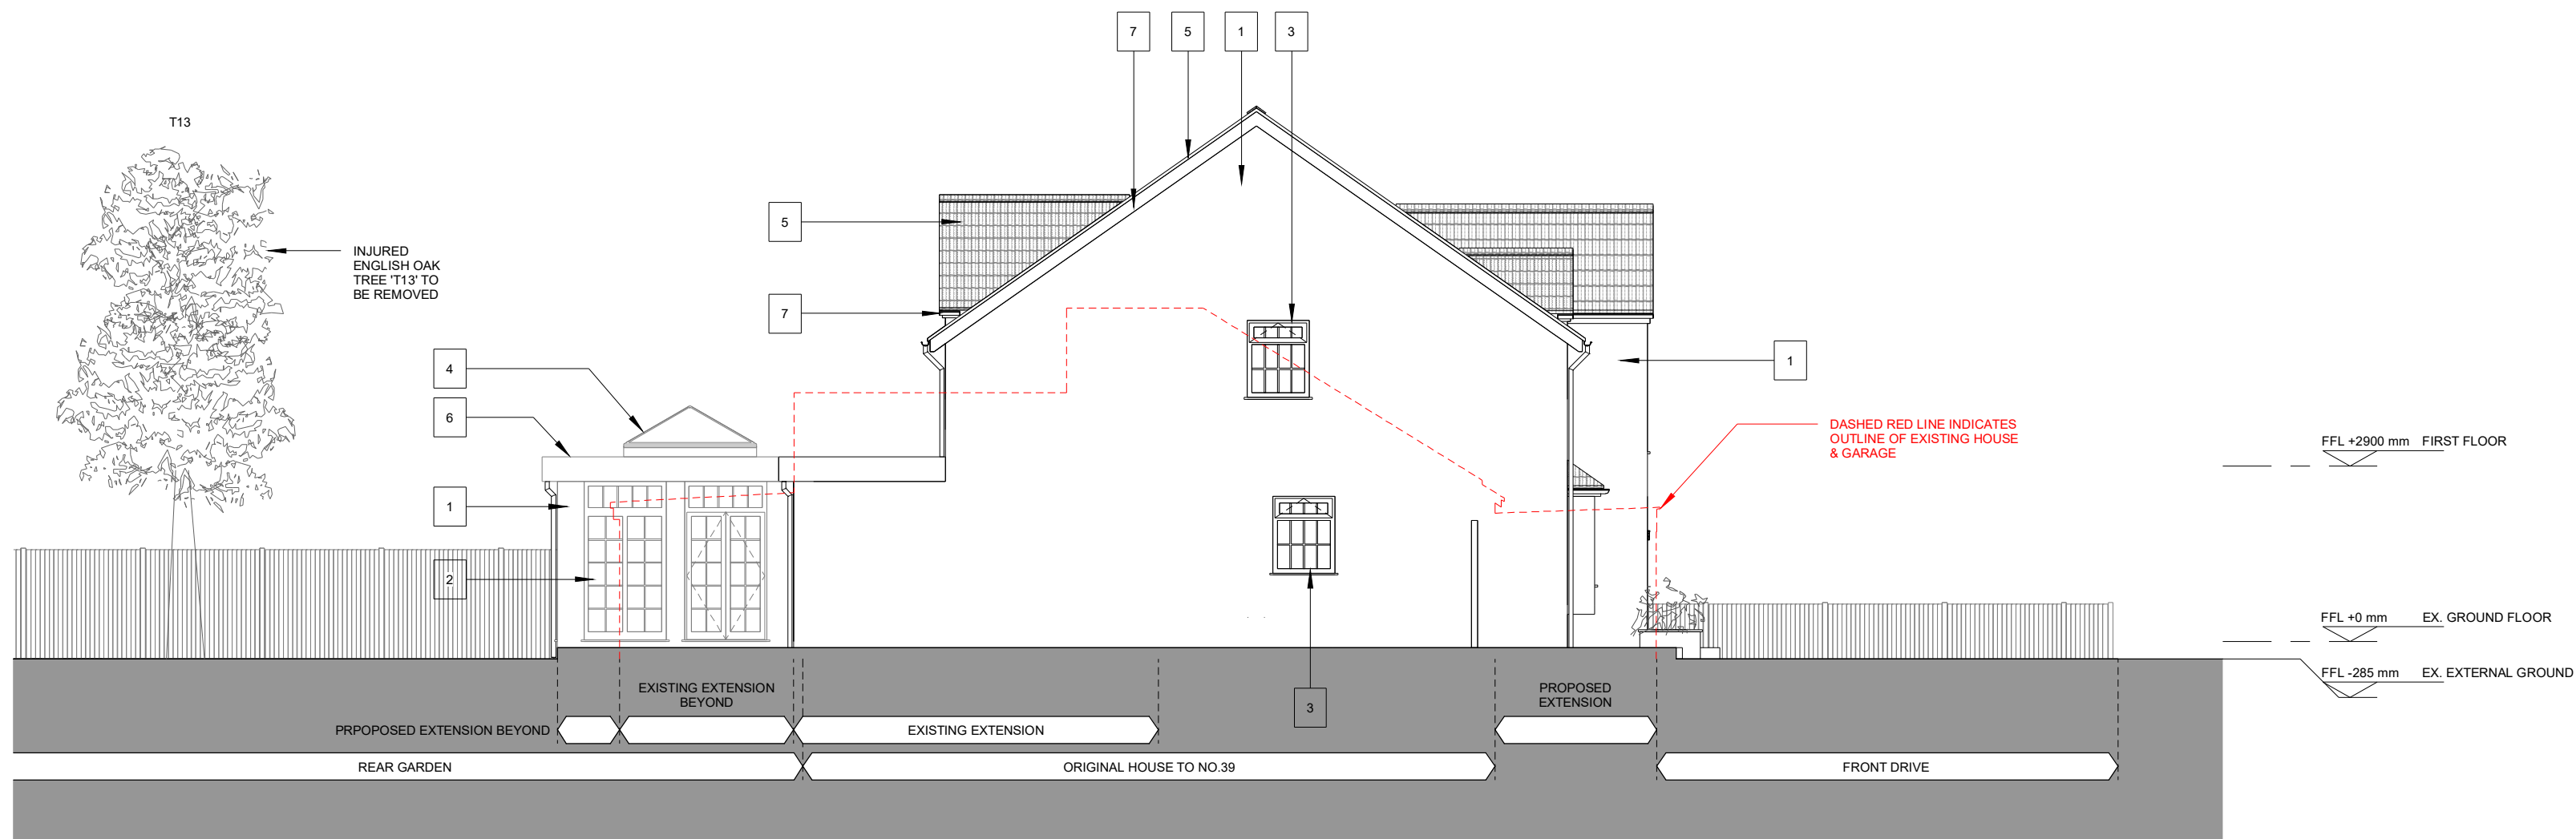 7
5
1
3
T13
5
INJURED
ENGLISH OAK
TREE 'T13' TO
BE REMOVED
7
4
1
6
DASHED RED LINE INDICATES
OUTLINE OF EXISTING HOUSE
& GARAGE
FFL +2900 mm FIRST FLOOR
1
2
FFL +0 mm EX. GROUND FLOOR
FFL -285 mm EX. EXTERNAL GROUND
EXISTING EXTENSION
BEYOND
PROPOSED
EXTENSION
3
PRPOPOSED EXTENSION BEYOND
EXISTING EXTENSION
REAR GARDEN
ORIGINAL HOUSE TO NO.39
FRONT DRIVE